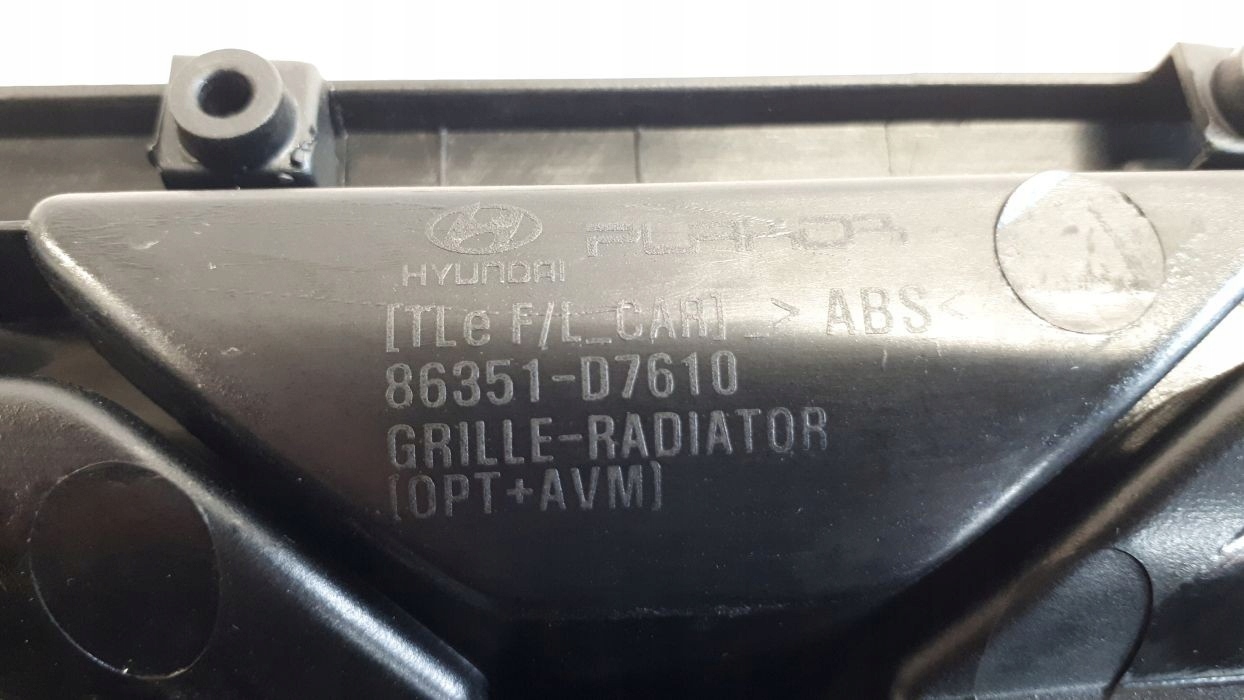 HYUNDAI
[TLe F/L_CAR]_> ABS <
86351-D7610
GRILLE-RADIATOR
[OPT+AVM]